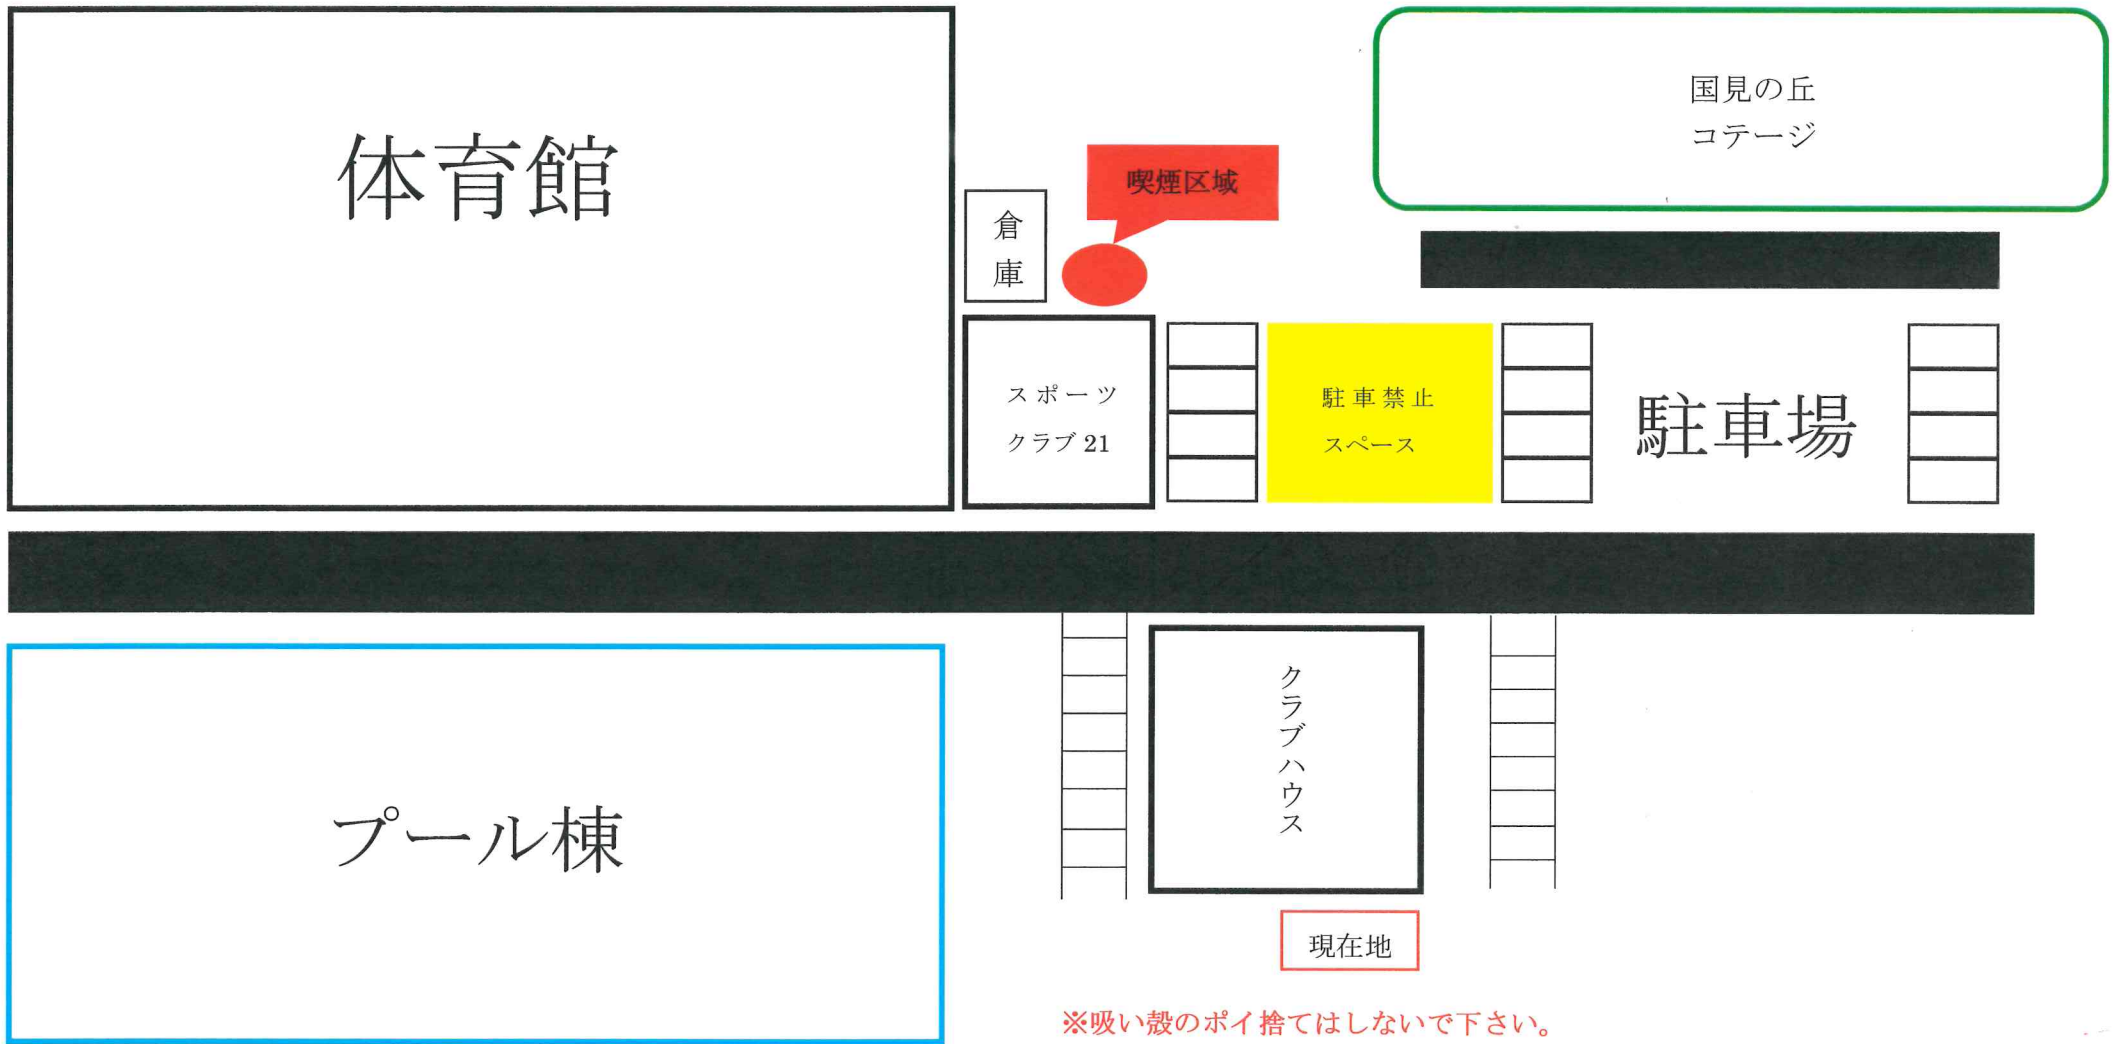 体育館
国見の丘
コテージ
喫煙区域
倉庫
スポーツ
クラブ 21
駐車禁止
スペース
駐車場
プール棟
クラブハウス
現在地
※吸い殻のポイ捨てはしないで下さい。